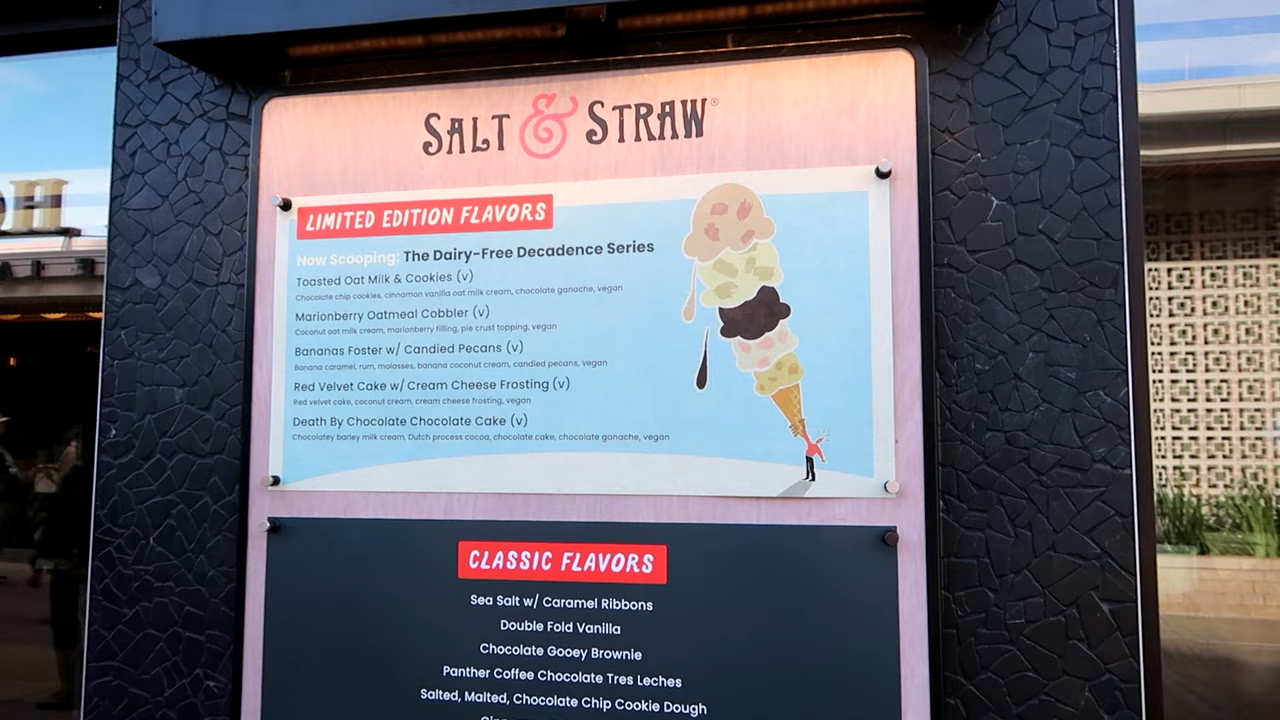 SALT & STRAW®
LIMITED EDITION FLAVORS
Now Scooping: The Dairy-Free Decadence Series
Toasted Oat Milk & Cookies (v)
Chocolate chip cookies, cinnamon vanilla oat milk cream, chocolate ganache, vegan
Marionberry Oatmeal Cobbler (v)
Coconut oat milk cream, marionberry filling, pie crust topping, vegan
Bananas Foster w/ Candied Pecans (v)
Banana caramel, rum, molasses, banana coconut cream, candied pecans, vegan
Red Velvet Cake w/ Cream Cheese Frosting (v)
Red velvet cake, coconut cream, cream cheese frosting, vegan
Death By Chocolate Chocolate Cake (v)
Chocolatey barley milk cream, Dutch process cocoa, chocolate cake, chocolate ganache, vegan
CLASSIC FLAVORS
Sea Salt w/ Caramel Ribbons
Double Fold Vanilla
Chocolate Gooey Brownie
Panther Coffee Chocolate Tres Leches
Salted, Malted, Chocolate Chip Cookie Dough